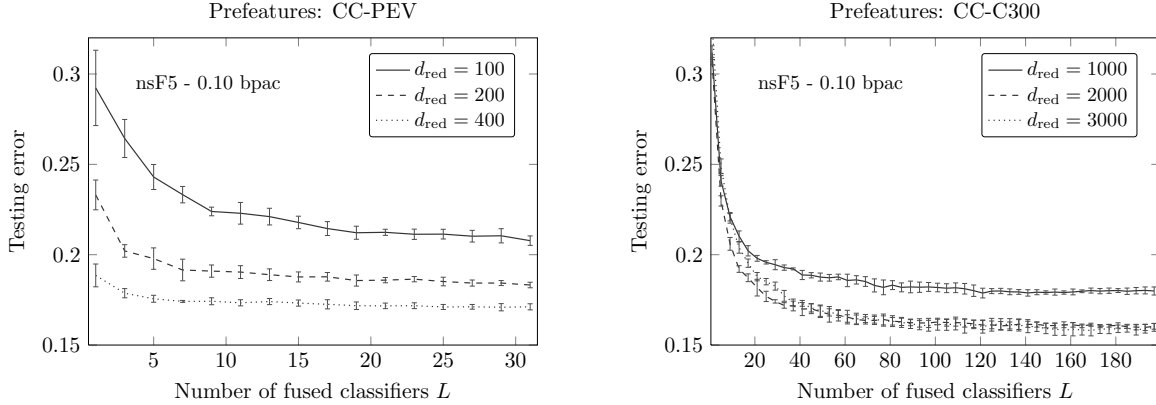 Prefeatures: CC-PEV
0.3
0.25
0.2
0.15
Testing error
nsF5 - 0.10 bpac
d_red = 100
d_red = 200
d_red = 400
5 10 15 20 25 30
Number of fused classifiers L
Prefeatures: CC-C300
0.3
0.25
0.2
0.15
Testing error
nsF5 - 0.10 bpac
d_red = 1000
d_red = 2000
d_red = 3000
20 40 60 80 100 120 140 160 180
Number of fused classifiers L